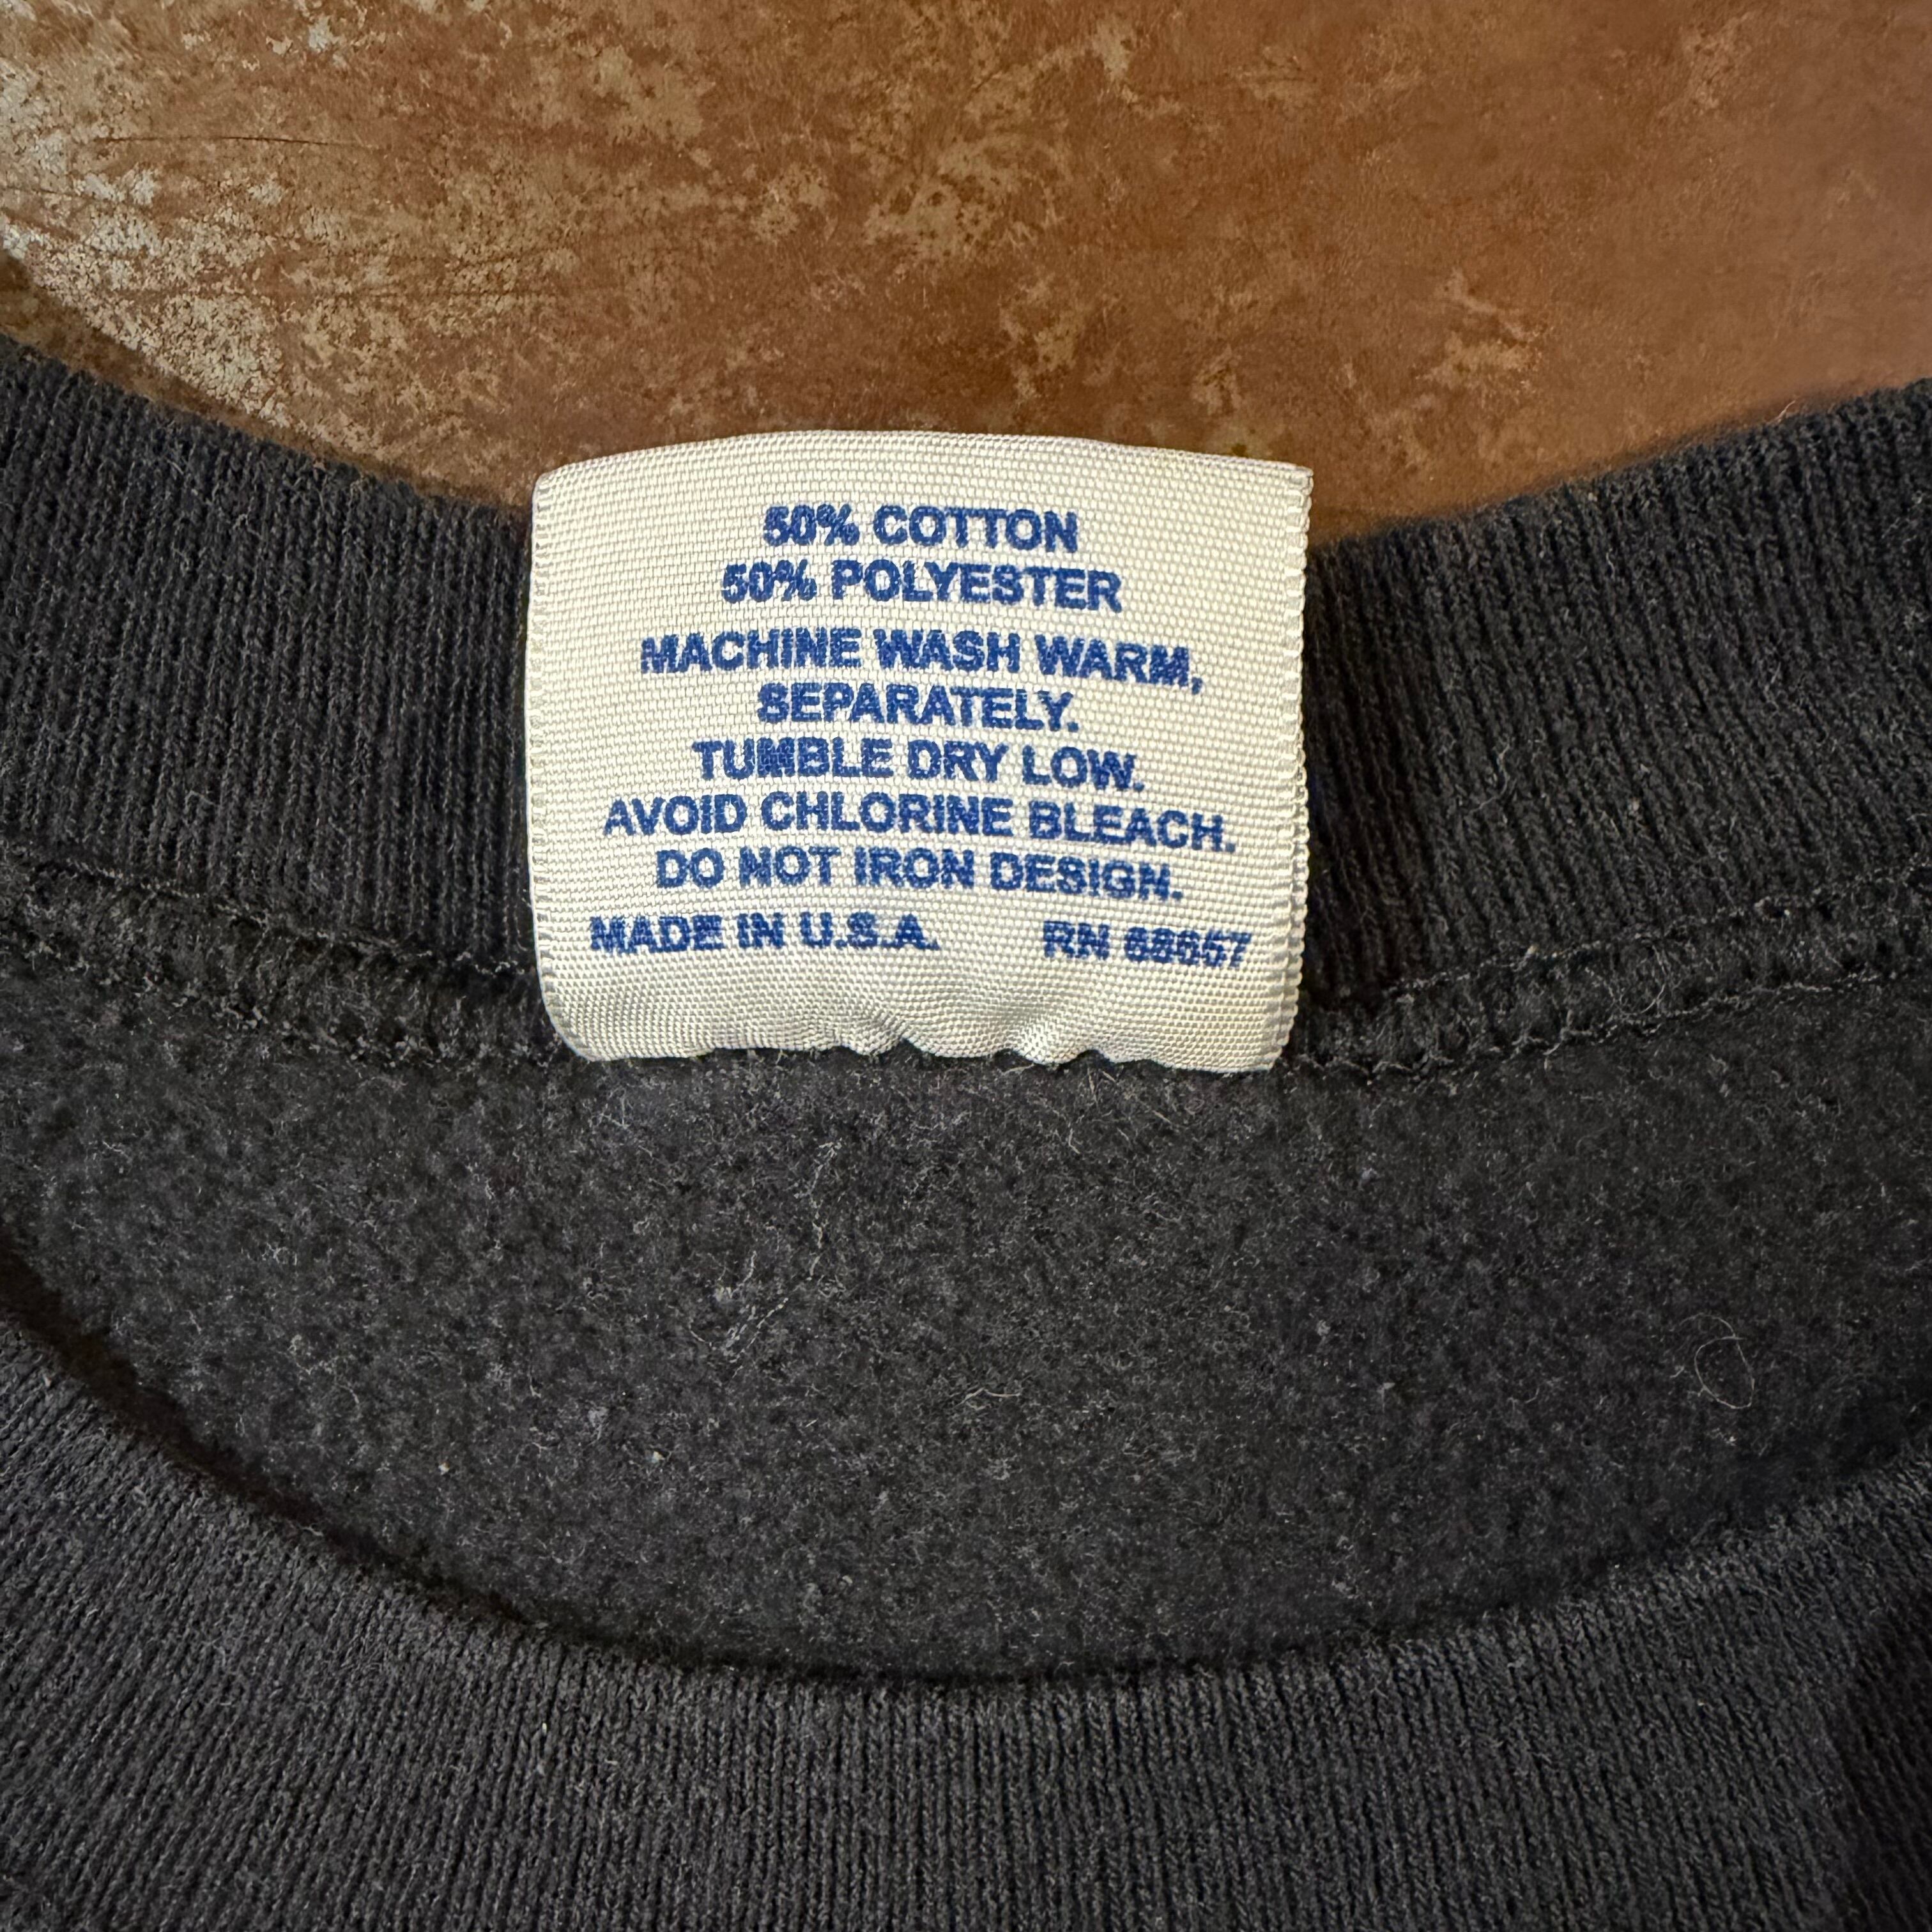 50% COTTON
50% POLYESTER
MACHINE WASH WARM,
SEPARATELY.
TUMBLE DRY LOW.
AVOID CHLORINE BLEACH.
DO NOT IRON DESIGN.
MADE IN U.S.A. RN 68657